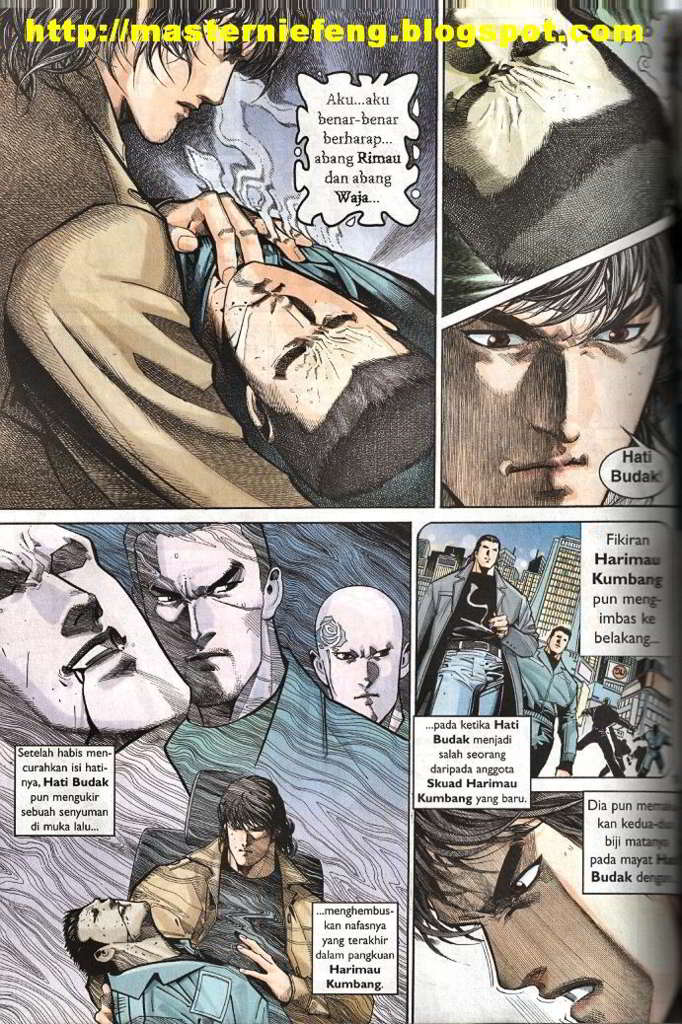 http://masterniefeng.blogspot.com
Aku...aku
benar-benar
berharap...
abang Rimau
dan abang
Waja...
Hati
Budak!
Setelah habis men-
curahkan isi hati-
nya, Hati Budak
pun mengukir
sebuah senyuman
di muka lalu...
...menghembus-
kan nafasnya
yang terakhir
dalam pangkuan
Harimau
Kumbang.
Fikiran
Harimau
Kumbang
pun meng-
imbas ke
belakang...
...pada ketika Hati
Budak menjadi
salah seorang
daripada anggota
Skuad Harimau
Kumbang yang baru.
Dia pun
kan
biji matanya
pada mayat
Budak